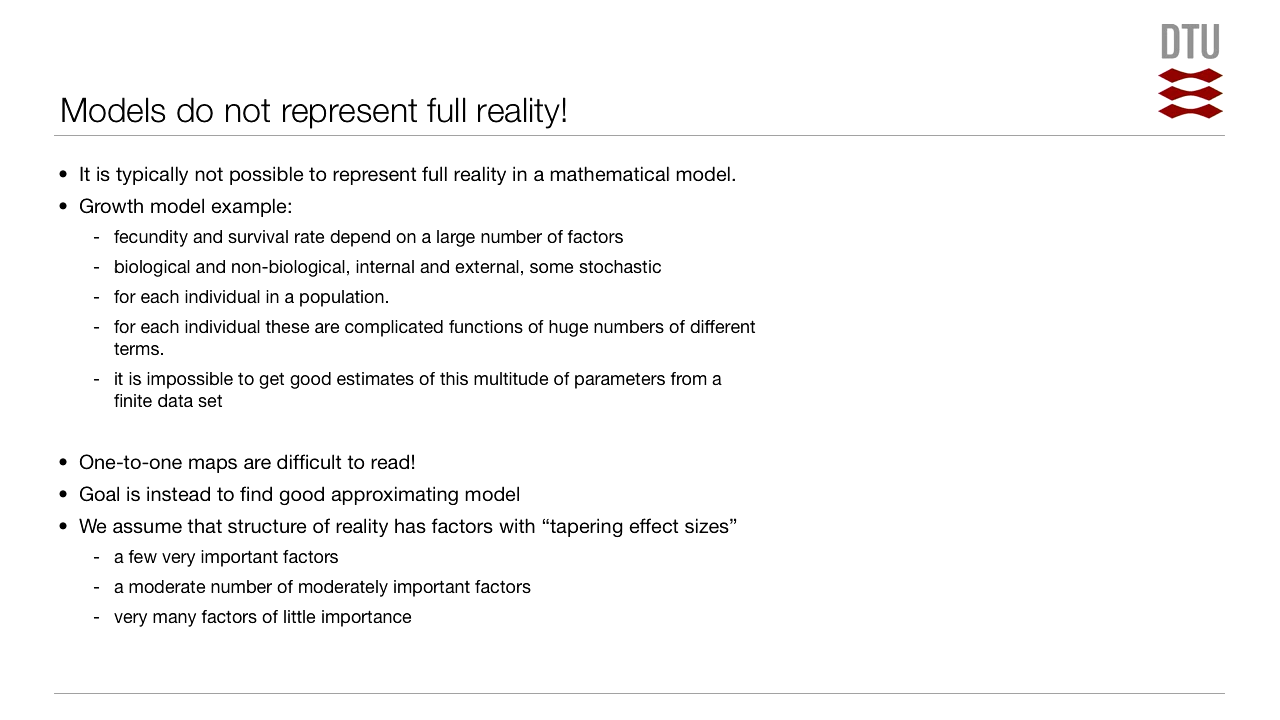 DTU
Models do not represent full reality!
• It is typically not possible to represent full reality in a mathematical model.
• Growth model example:
- fecundity and survival rate depend on a large number of factors
- biological and non-biological, internal and external, some stochastic
- for each individual in a population.
- for each individual these are complicated functions of huge numbers of different
terms.
- it is impossible to get good estimates of this multitude of parameters from a
finite data set
• One-to-one maps are difficult to read!
• Goal is instead to find good approximating model
• We assume that structure of reality has factors with “tapering effect sizes”
- a few very important factors
- a moderate number of moderately important factors
- very many factors of little importance